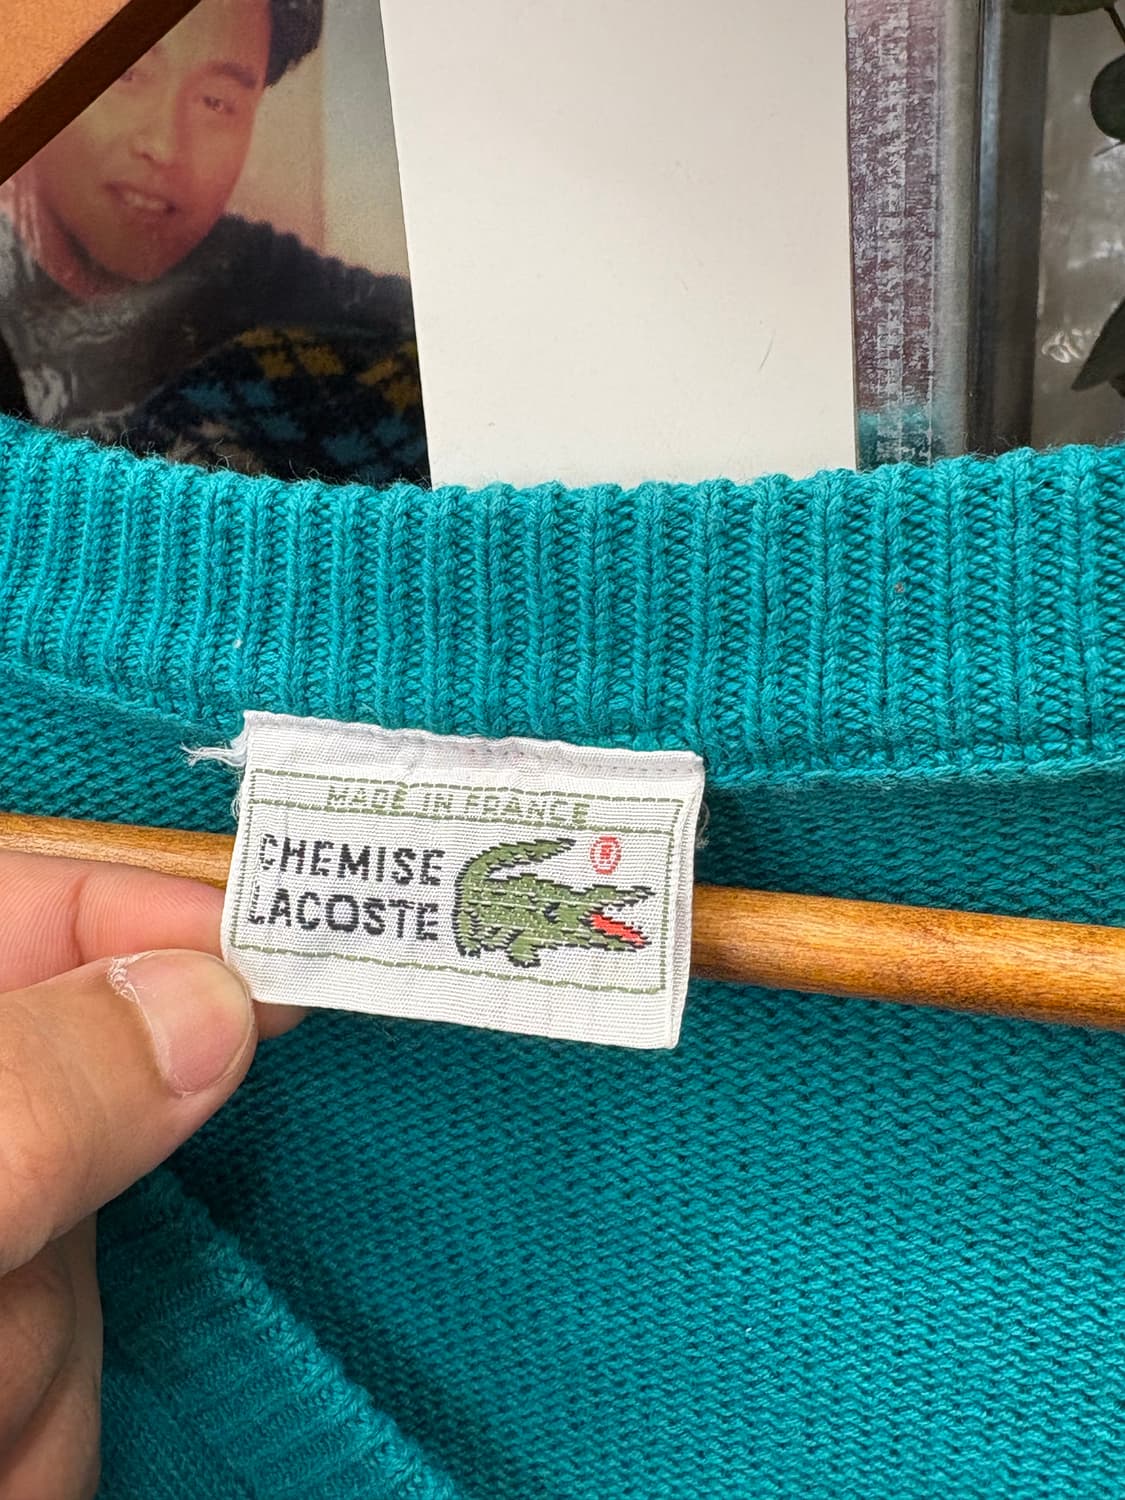 MADE IN FRANCE
CHEMISE
LACOSTE
®